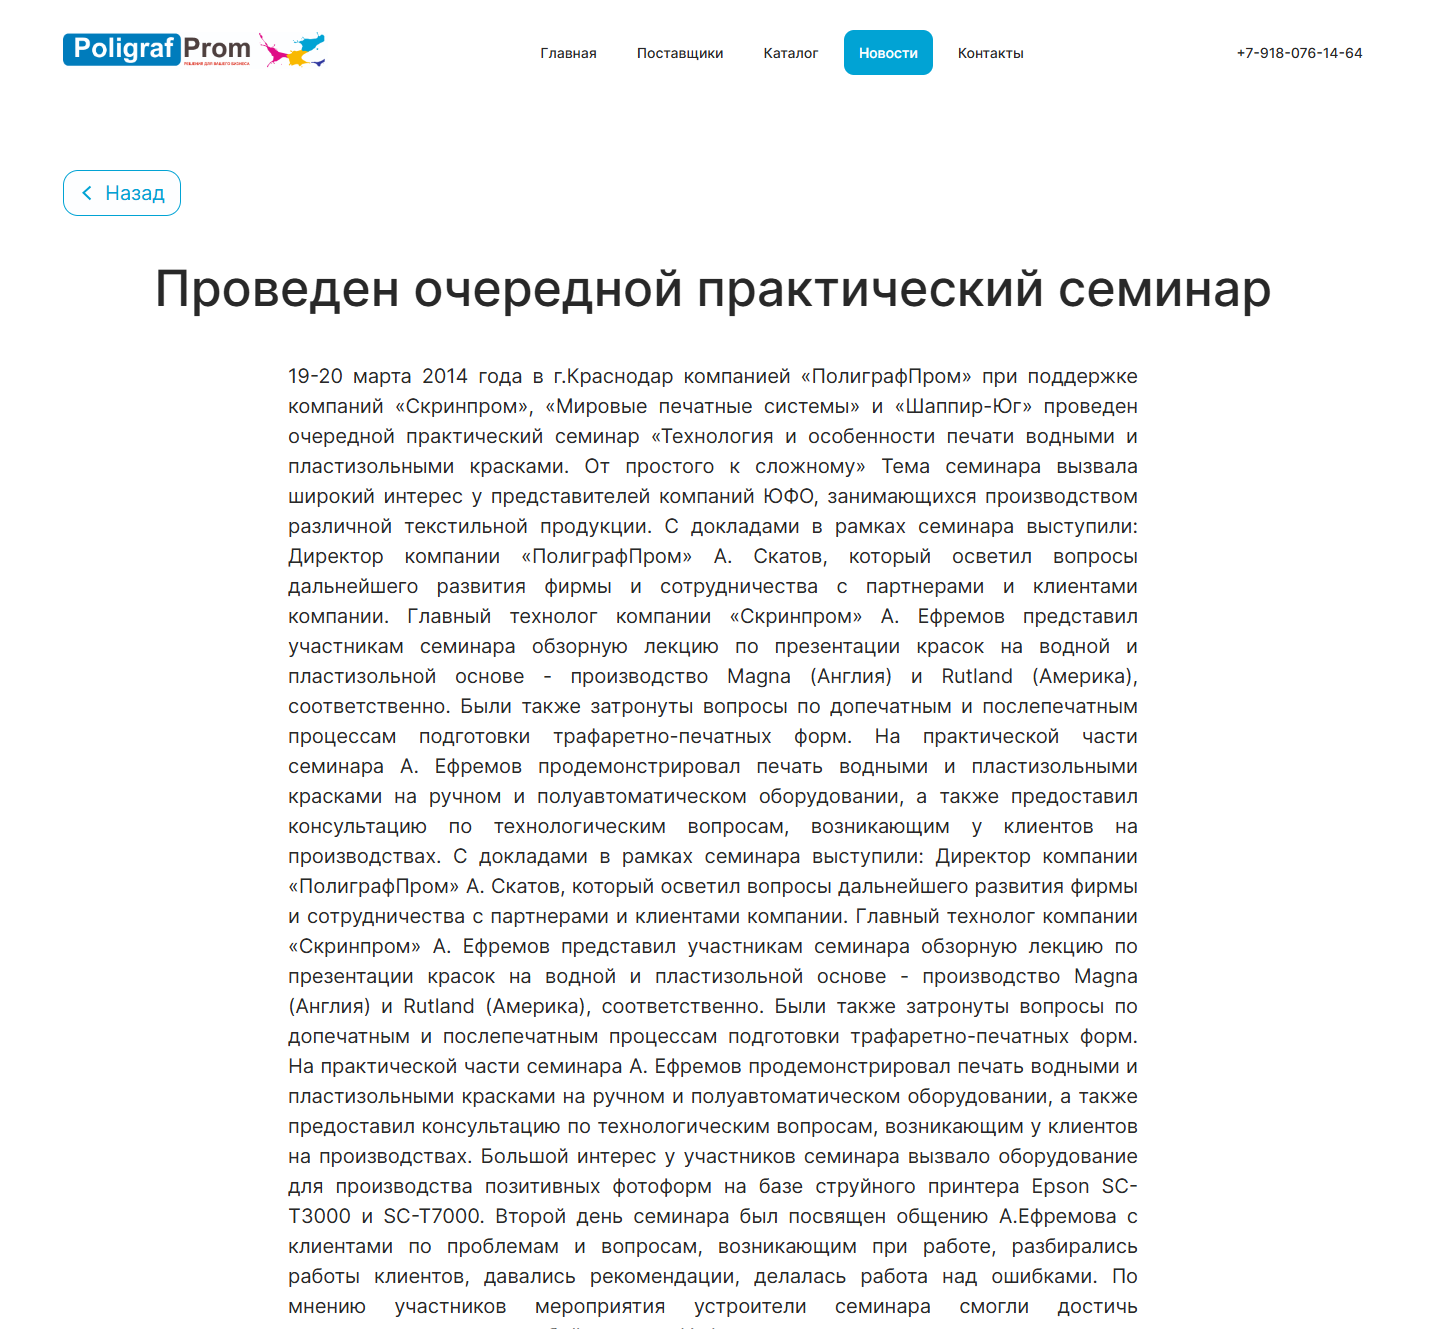 Poligraf Prom
РЕШЕНИЯ ДЛЯ ВАШЕГО БИЗНЕСА
Главная
Поставщики
Каталог
Новости
Контакты
+7-918-076-14-64
Назад
Проведен очередной практический семинар
19-20 марта 2014 года в г.Краснодар компанией «ПолиграфПром» при поддержке
компаний «Скринпром», «Мировые печатные системы» и «Шаппир-Юг» проведен
очередной практический семинар «Технология и особенности печати водными и
пластизольными красками. От простого к сложному» Тема семинара вызвала
широкий интерес у представителей компаний ЮФО, занимающихся производством
различной текстильной продукции. С докладами в рамках семинара выступили:
Директор компании «ПолиграфПром» А. Скатов, который осветил вопросы
дальнейшего развития фирмы и сотрудничества с партнерами и клиентами
компании. Главный технолог компании «Скринпром» А. Ефремов представил
участникам семинара обзорную лекцию по презентации красок на водной и
пластизольной основе - производство Magna (Англия) и Rutland (Америка),
соответственно. Были также затронуты вопросы по допечатным и послепечатным
процессам подготовки трафаретно-печатных форм. На практической части
семинара А. Ефремов продемонстрировал печать водными и пластизольными
красками на ручном и полуавтоматическом оборудовании, а также предоставил
консультацию по технологическим вопросам, возникающим у клиентов на
производствах. С докладами в рамках семинара выступили: Директор компании
«ПолиграфПром» А. Скатов, который осветил вопросы дальнейшего развития фирмы
и сотрудничества с партнерами и клиентами компании. Главный технолог компании
«Скринпром» А. Ефремов представил участникам семинара обзорную лекцию по
презентации красок на водной и пластизольной основе - производство Magna
(Англия) и Rutland (Америка), соответственно. Были также затронуты вопросы по
допечатным и послепечатным процессам подготовки трафаретно-печатных форм.
На практической части семинара А. Ефремов продемонстрировал печать водными и
пластизольными красками на ручном и полуавтоматическом оборудовании, а также
предоставил консультацию по технологическим вопросам, возникающим у клиентов
на производствах. Большой интерес у участников семинара вызвало оборудование
для производства позитивных фотоформ на базе струйного принтера Epson SC-
T3000 и SC-T7000. Второй день семинара был посвящен общению А.Ефремова с
клиентами по проблемам и вопросам, возникающим при работе, разбирались
работы клиентов, давались рекомендации, делалась работа над ошибками. По
мнению участников мероприятия устроители семинара смогли достичь